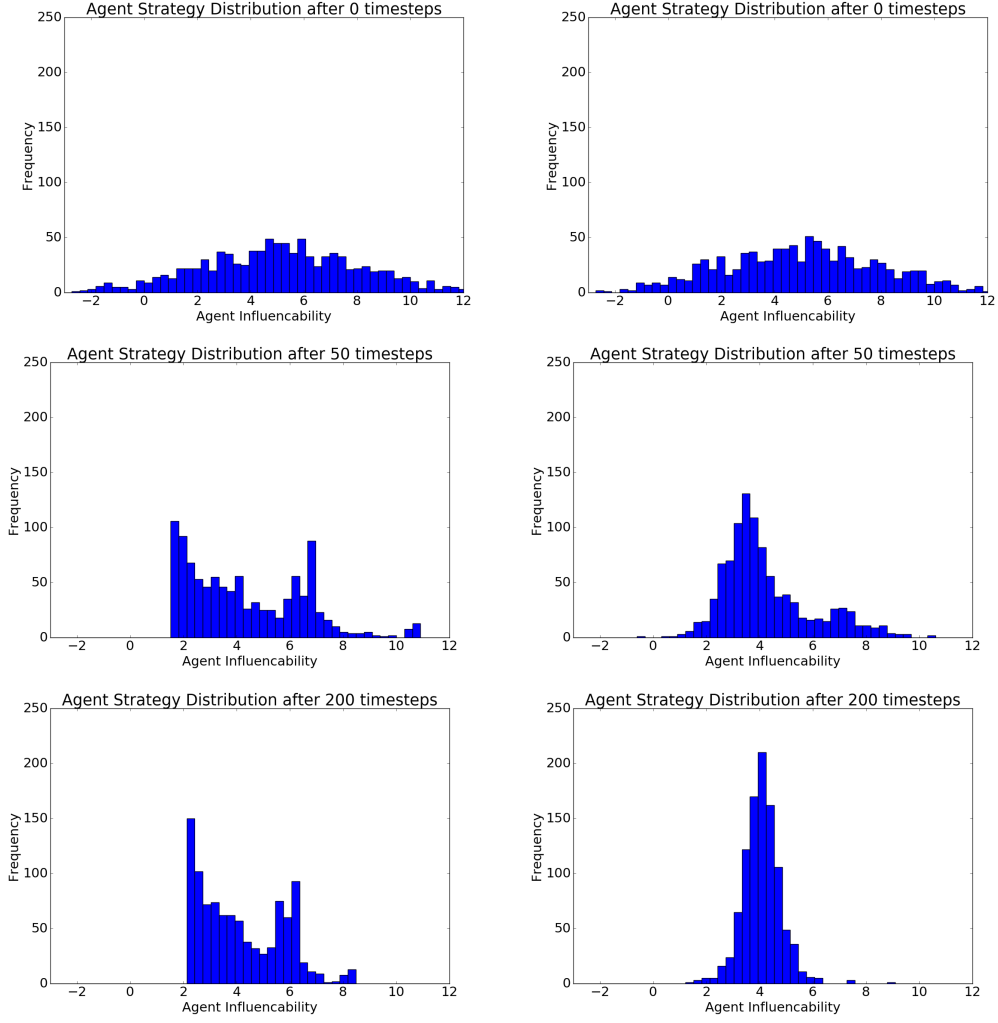 Agent Strategy Distribution after 0 timesteps
250
200
150
100
50
0
Frequency
−2 0 2 4 6 8 10 12
Agent Influencability
Agent Strategy Distribution after 0 timesteps
250
200
150
100
50
0
Frequency
−2 0 2 4 6 8 10 12
Agent Influencability
Agent Strategy Distribution after 50 timesteps
250
200
150
100
50
0
Frequency
−2 0 2 4 6 8 10 12
Agent Influencability
Agent Strategy Distribution after 50 timesteps
250
200
150
100
50
0
Frequency
−2 0 2 4 6 8 10 12
Agent Influencability
Agent Strategy Distribution after 200 timesteps
250
200
150
100
50
0
Frequency
−2 0 2 4 6 8 10 12
Agent Influencability
Agent Strategy Distribution after 200 timesteps
250
200
150
100
50
0
Frequency
−2 0 2 4 6 8 10 12
Agent Influencability